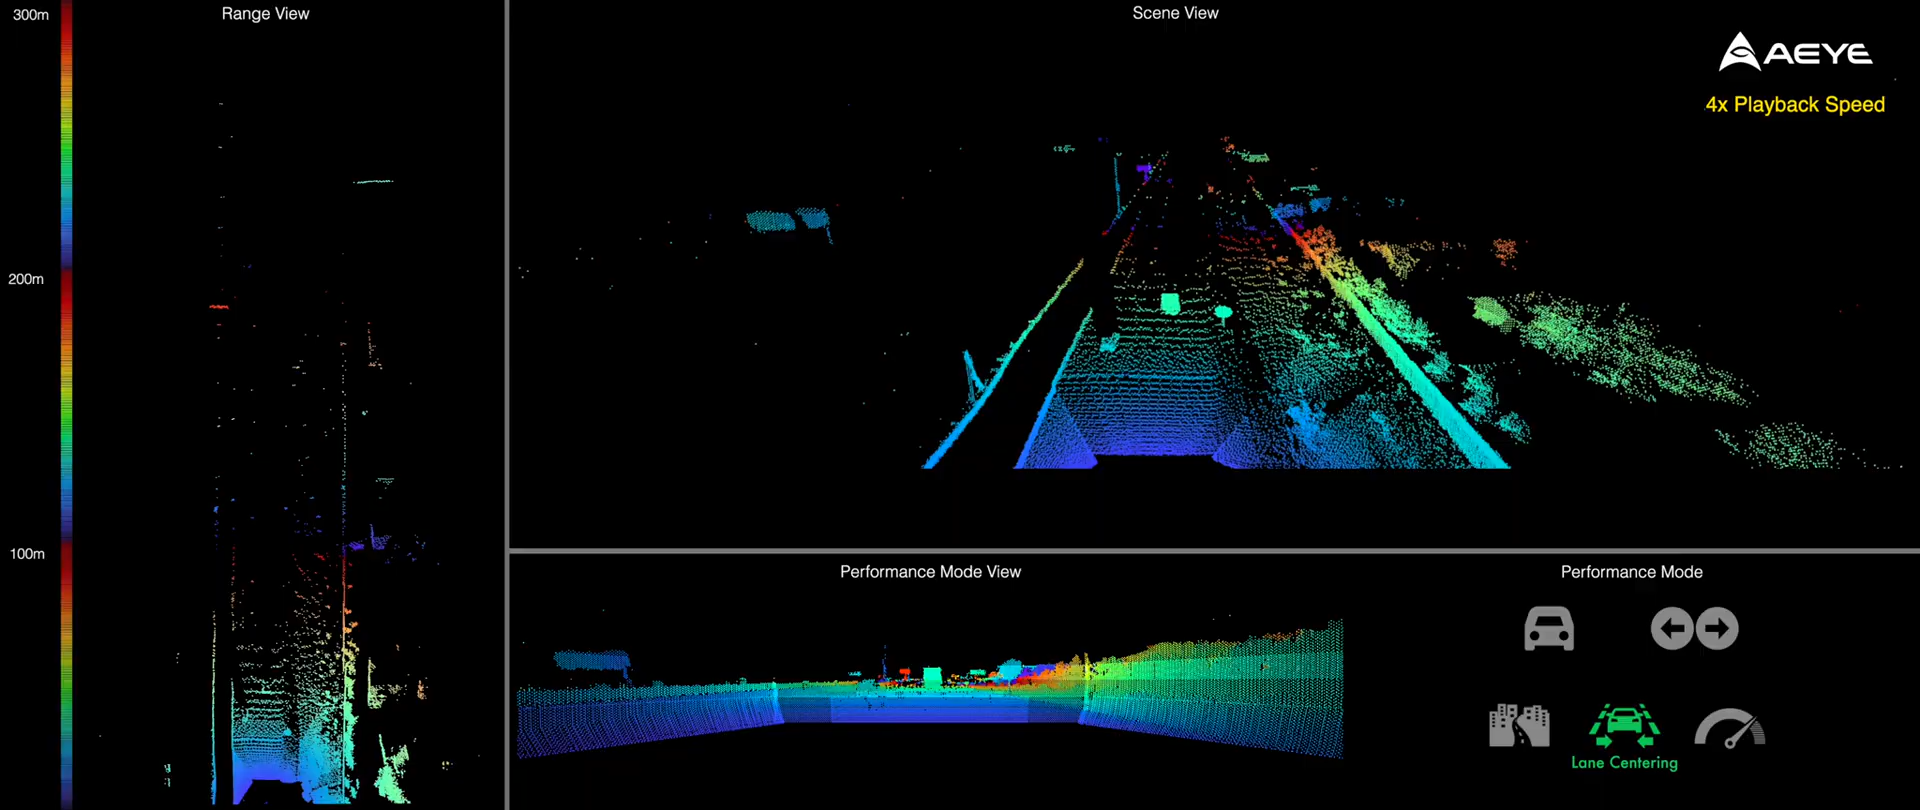 300m
Range View
200m
100m
Scene View
AEYE
4x Playback Speed
Performance Mode View
Performance Mode
Lane Centering